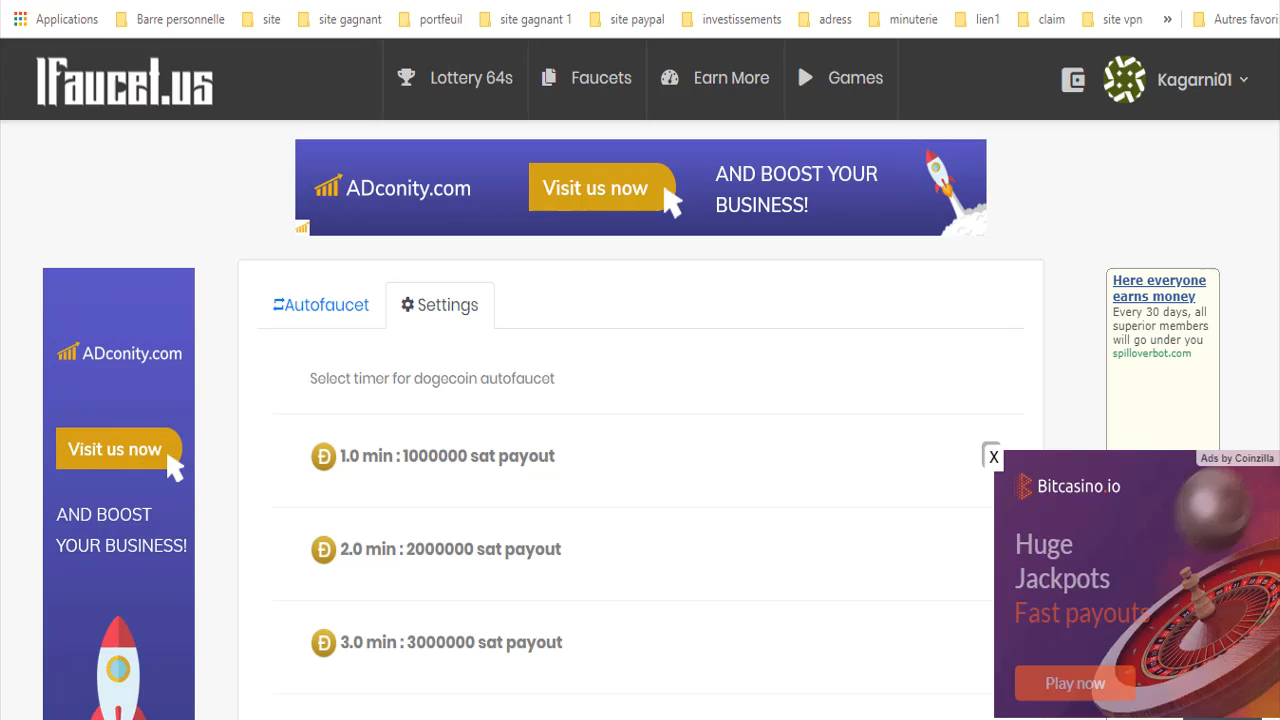 Applications Barre personnelle site site gagnant portfeuil site gagnant 1 site paypal investissements adress minuterie lien1 claim site vpn » Autres favori
1Faucet.us
Lottery 64s Faucets Earn More Games Kagarni01
ADconity.com Visit us now AND BOOST YOUR
BUSINESS!
Autofaucet Settings
Select timer for dogecoin autofaucet
1.0 min : 1000000 sat payout
2.0 min : 2000000 sat payout
3.0 min : 3000000 sat payout
ADconity.com
Visit us now
AND BOOST
YOUR BUSINESS!
Here everyone
earns money
Every 30 days, all
superior members
will go under you
spilloverbot.com
X
Ads by Coinzilla
Bitcasino.io
Huge
Jackpots
Fast payouts
Play now